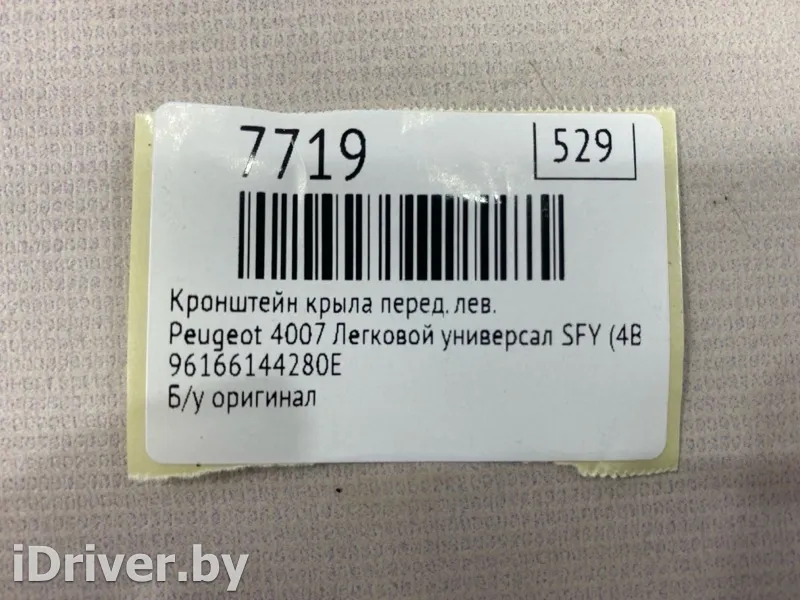 7719
529
Кронштейн крыла перед. лев.
Peugeot 4007 Легковой универсал SFY (4B
96166144280E
Б/у оригинал
iDriver.by